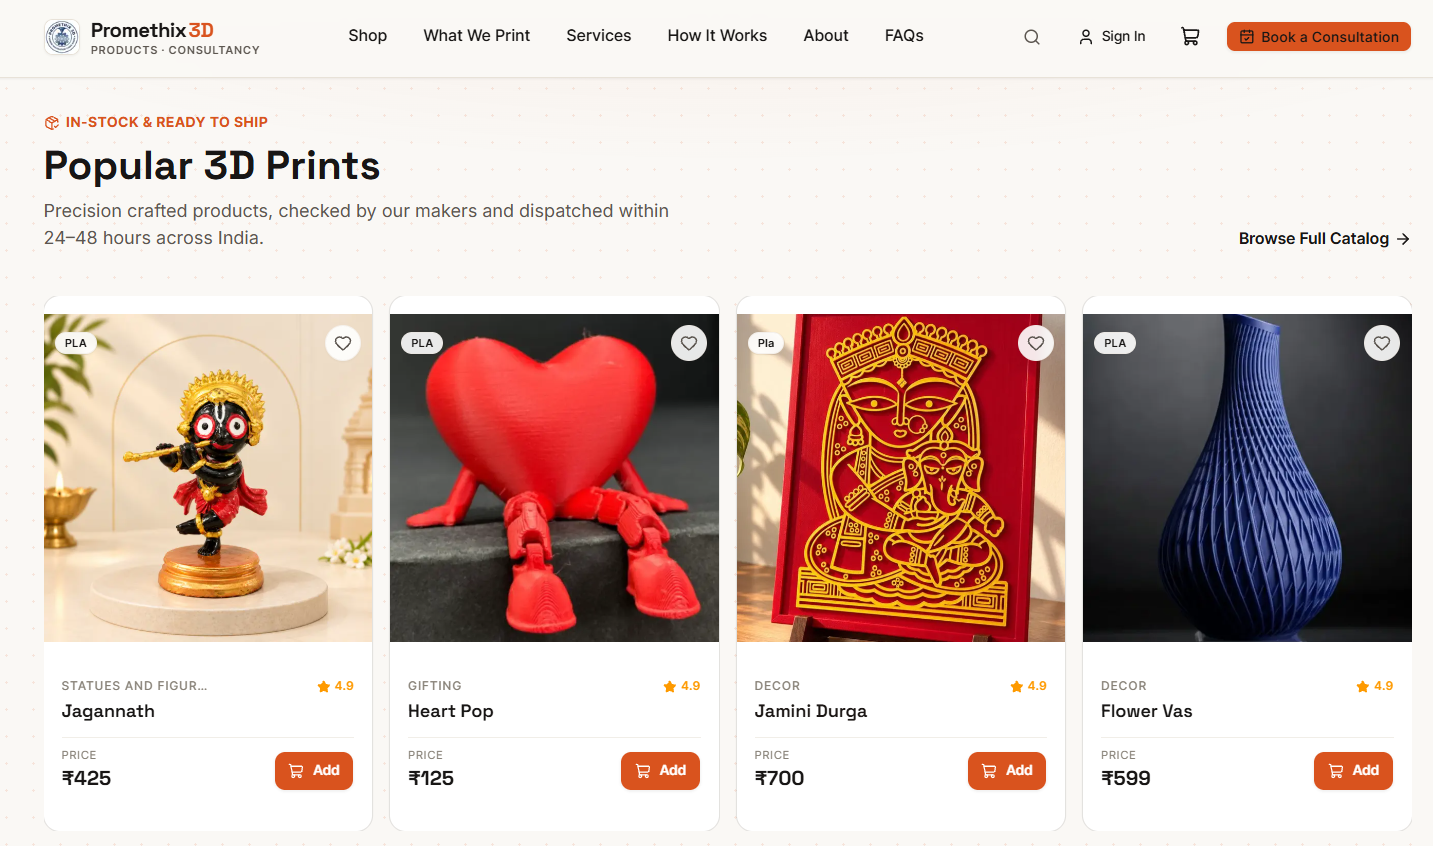 Promethix3D
PRODUCTS · CONSULTANCY
Shop
What We Print
Services
How It Works
About
FAQs
Sign In
Book a Consultation
IN-STOCK & READY TO SHIP
Popular 3D Prints
Precision crafted products, checked by our makers and dispatched within
24–48 hours across India.
Browse Full Catalog →
PLA
PLA
Pla
PLA
STATUES AND FIGUR...
4.9
Jagannath
PRICE
₹425
Add
GIFTING
4.9
Heart Pop
PRICE
₹125
Add
DECOR
4.9
Jamini Durga
PRICE
₹700
Add
DECOR
4.9
Flower Vas
PRICE
₹599
Add